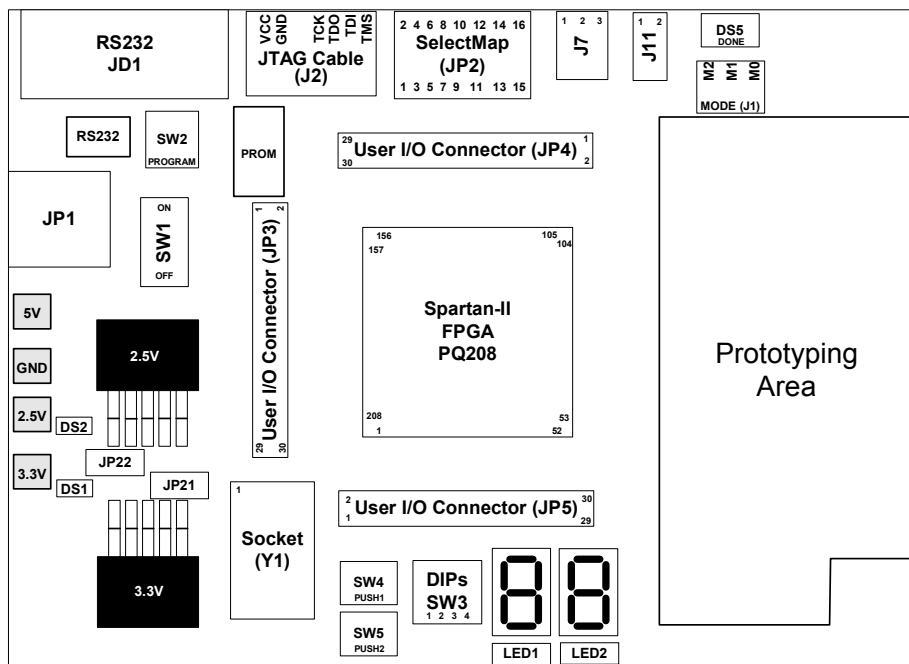 RS232
JD1
VCC
GND
TCK
TDO
TDI
TMS
JTAG Cable
(J2)
2 4 6 8 10 12 14 16
SelectMap
(JP2)
1 3 5 7 9 11 13 15
1 2 3
J7
1 2
J11
DS5
DONE
M2
M1
M0
MODE (J1)
RS232
SW2
PROGRAM
PROM
29
30
User I/O Connector (JP4)
1
2
JP1
ON
SW1
OFF
1
2
User I/O Connector (JP3)
29
30
156
157
105
104
Spartan-II
FPGA
PQ208
208
1
53
52
Prototyping
Area
5V
GND
2.5V
3.3V
2.5V
DS2
DS1
JP22
JP21
3.3V
1
Socket
(Y1)
2
1
User I/O Connector (JP5)
30
29
SW4
PUSH1
SW5
PUSH2
DIPs
SW3
1 2 3 4
8 8
LED1
LED2